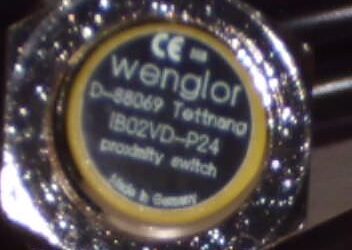 CE
wenglor
D-88069 Tettnang
IB02VD-P24
proximity switch
Made in Germany